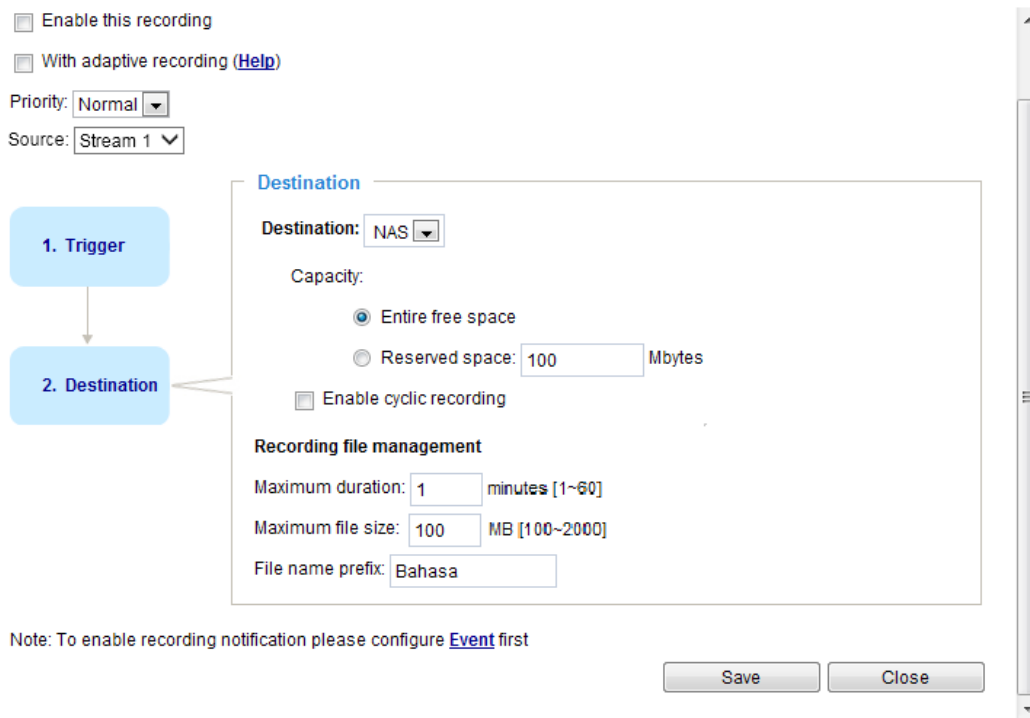 Enable this recording
With adaptive recording (Help)
Priority: Normal
Source: Stream 1
Destination
1. Trigger
2. Destination
Destination: NAS
Capacity:
Entire free space
Reserved space: 100 Mbytes
Enable cyclic recording
Recording file management
Maximum duration: 1 minutes [1~60]
Maximum file size: 100 MB [100~2000]
File name prefix: Bahasa
Note: To enable recording notification please configure Event first
Save Close